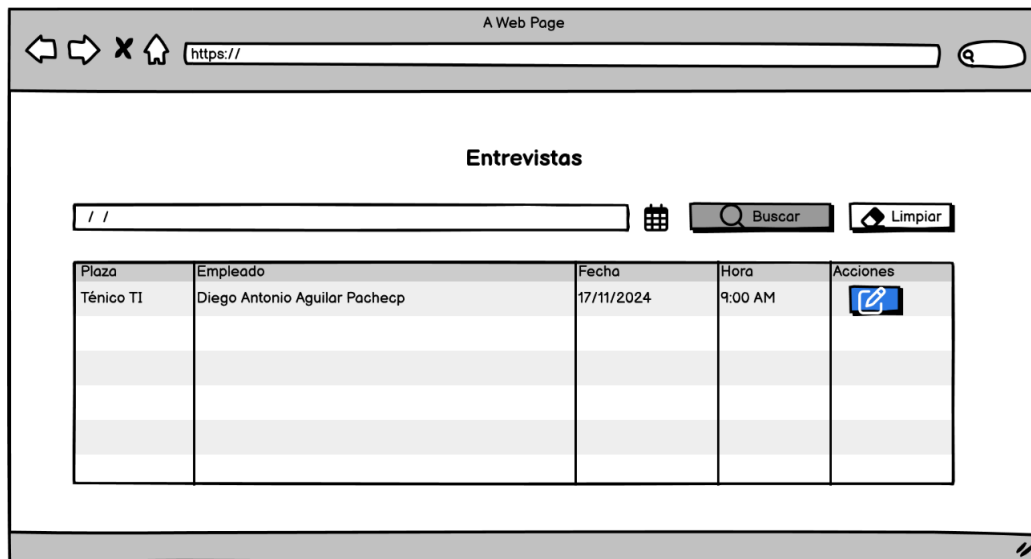 A Web Page
https://
Entrevistas
/ /
Buscar
Limpiar
Plaza Empleado Fecha Hora Acciones
Ténico TI Diego Antonio Aguilar Pachecp 17/11/2024 9:00 AM